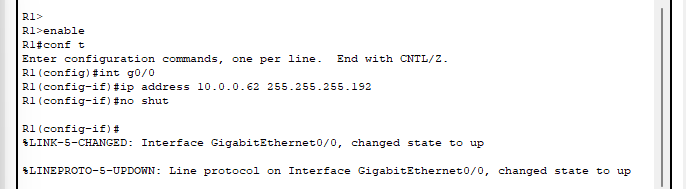 R1>
R1>enable
R1#conf t
Enter configuration commands, one per line.  End with CNTL/Z.
R1(config)#int g0/0
R1(config-if)#ip address 10.0.0.62 255.255.255.192
R1(config-if)#no shut
R1(config-if)#
%LINK-5-CHANGED: Interface GigabitEthernet0/0, changed state to up
%LINEPROTO-5-UPDOWN: Line protocol on Interface GigabitEthernet0/0, changed state to up